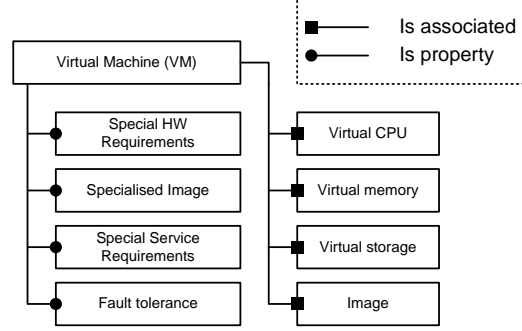 Is associated
Is property
Virtual Machine (VM)
Special HW
Requirements
Virtual CPU
Specialised Image
Virtual memory
Special Service
Requirements
Virtual storage
Fault tolerance
Image